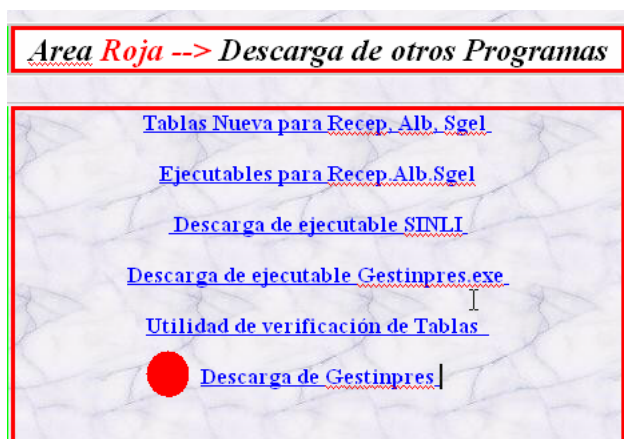 Area Roja --> Descarga de otros Programas
Tablas Nueva para Recep, Alb, Sgel
Ejecutables para Recep.Alb.Sgel
Descarga de ejecutable SINLI
Descarga de ejecutable Gestinpres.exe
Utilidad de verificación de Tablas
Descarga de Gestinpres